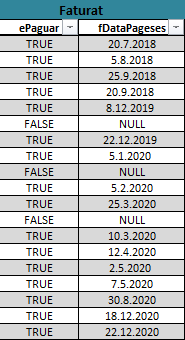 Faturat
ePaguar fDataPageses
TRUE 20.7.2018
TRUE 5.8.2018
TRUE 25.9.2018
TRUE 20.9.2018
TRUE 8.12.2019
FALSE NULL
TRUE 22.12.2019
TRUE 5.1.2020
FALSE NULL
TRUE 5.2.2020
TRUE 25.3.2020
FALSE NULL
TRUE 10.3.2020
TRUE 12.4.2020
TRUE 2.5.2020
TRUE 7.5.2020
TRUE 30.8.2020
TRUE 18.12.2020
TRUE 22.12.2020